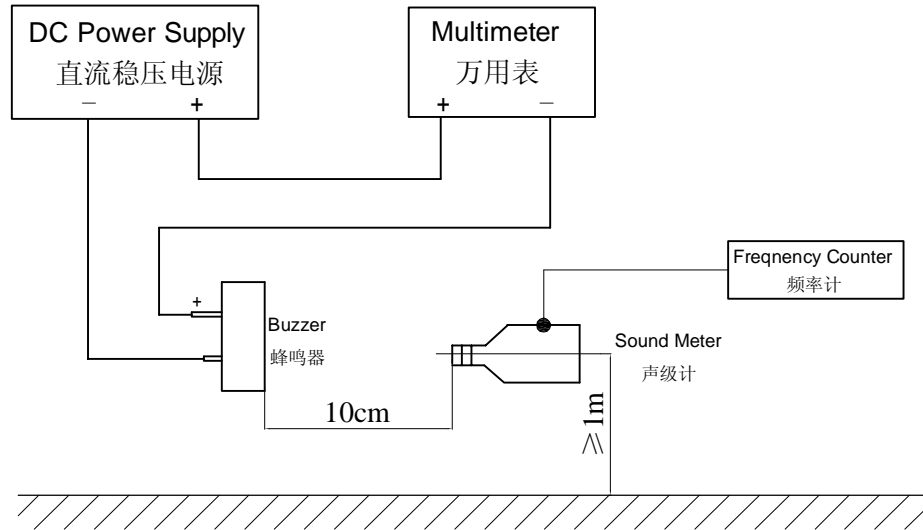 DC Power Supply
直流稳压电源
— +
Multimeter
万用表
+ —
Freqnency Counter
频率计
+
Buzzer
蜂鸣器
Sound Meter
声级计
10cm
≥1m